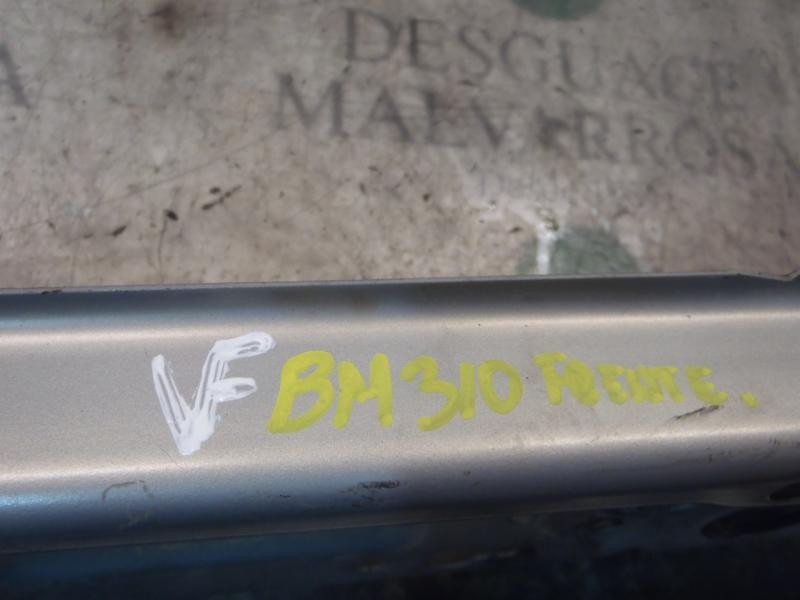 DESGUACE
MALVARROSA
VF BM310 FRENTE.